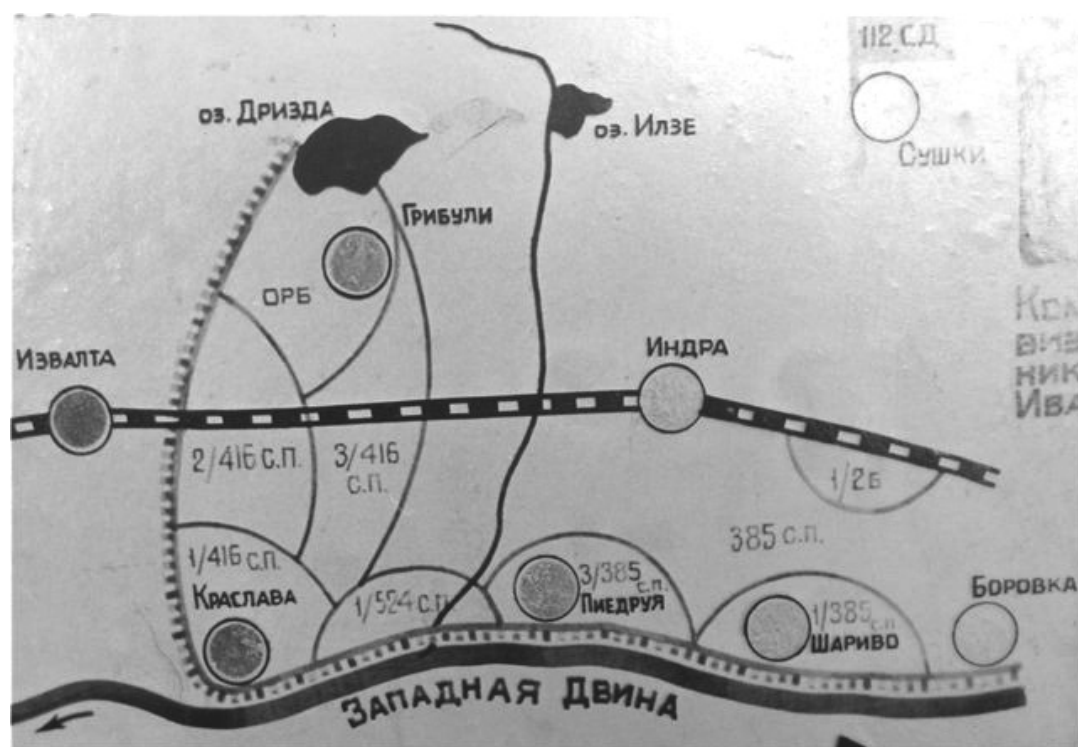 112 СД
оз. Дризда
оз. Илзе
Сушки
Грибули
ОРБ
Извалта
Индра
2/416 с.п.
3/416
с.п.
1/2Б
385 с.п.
1/416 с.п.
Краслава
1/524 с.п.
3/385
с.п.
Пиедруя
1/385
с.п
Шариво
Боровка
Западная Двина